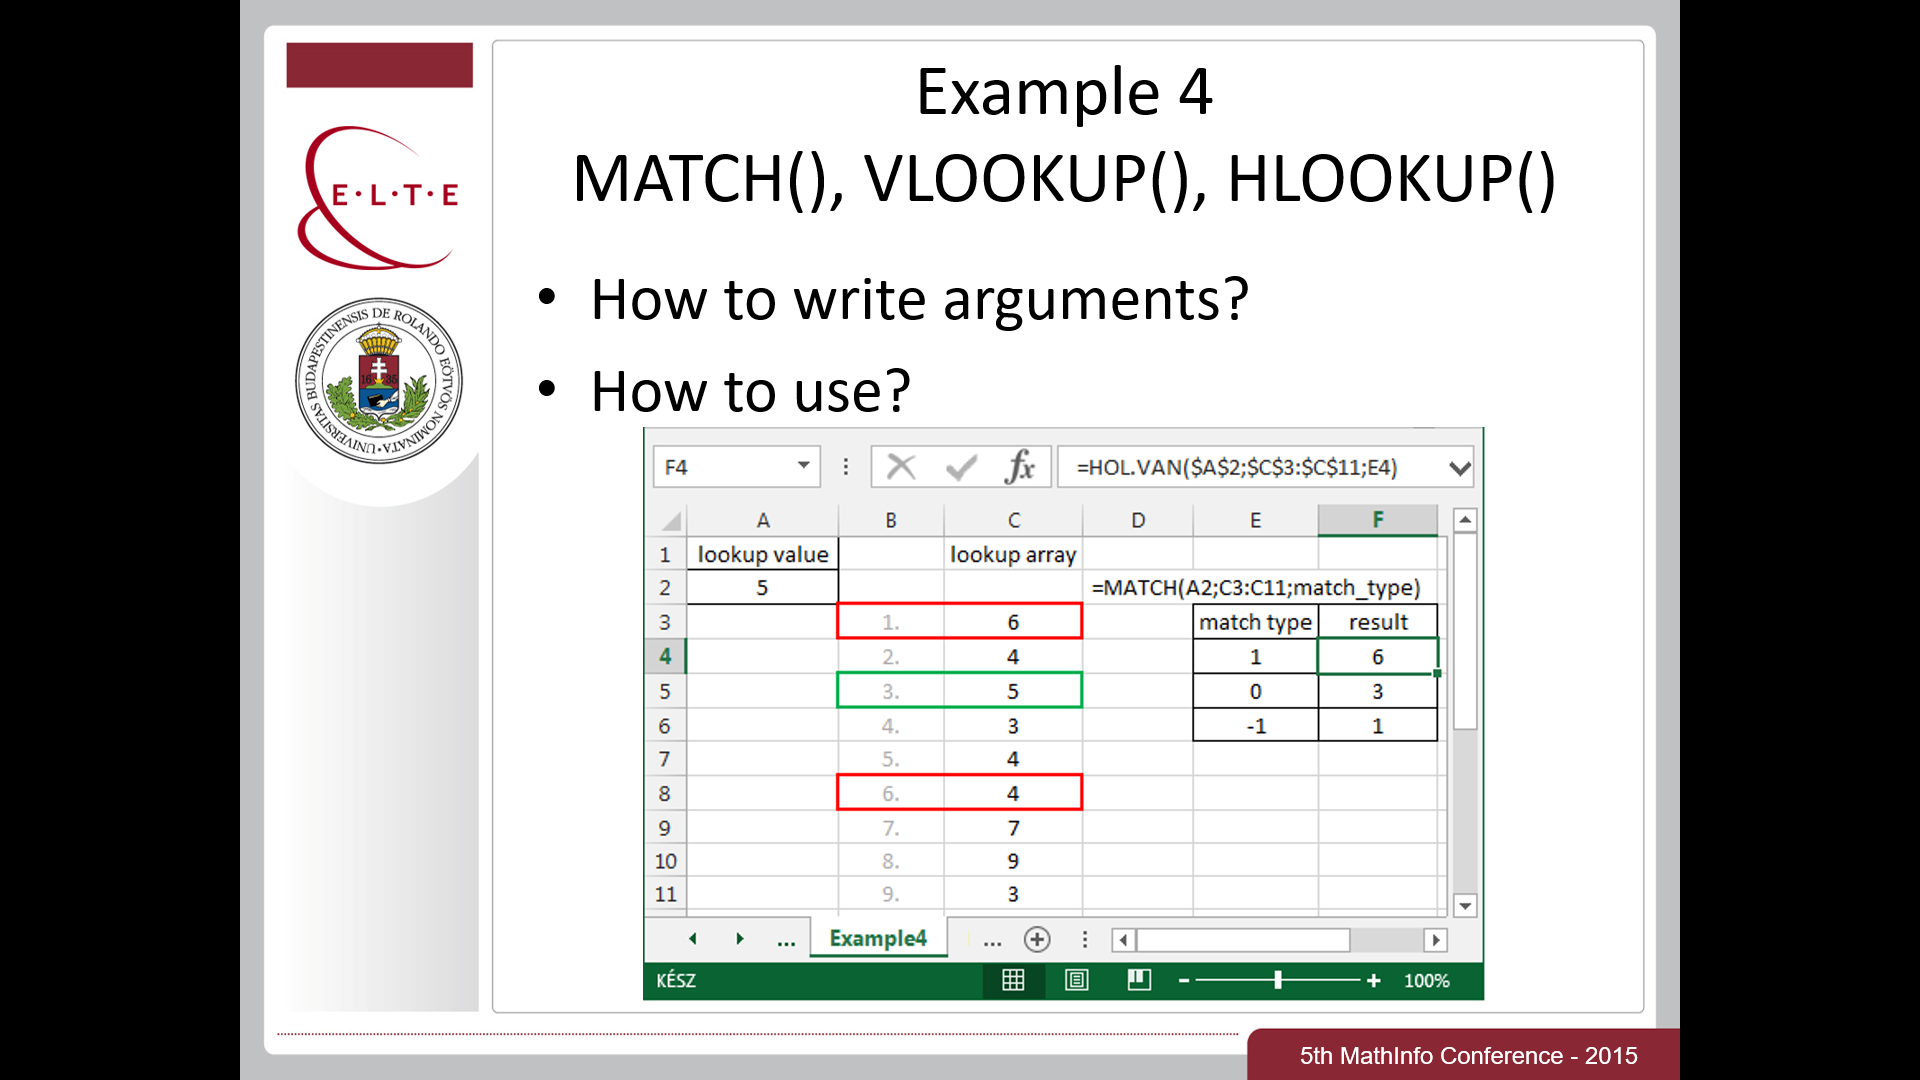 Example 4
MATCH(), VLOOKUP(), HLOOKUP()
E·L·T·E
UNIVERSITAS BUDAPESTINENSIS DE ROLANDO EÖTVÖS NOMINATA
16 35
• How to write arguments?
• How to use?
F4 fx =HOL.VAN($A$2;$C$3:$C$11;E4)
A B C D E F
1 lookup value lookup array
2 5 =MATCH(A2;C3:C11;match_type)
3 1. 6 match type result
4 2. 4 1 6
5 3. 5 0 3
6 4. 3 -1 1
7 5. 4
8 6. 4
9 7. 7
10 8. 9
11 9. 3
... Example4 ...
KÉSZ 100%
5th MathInfo Conference - 2015